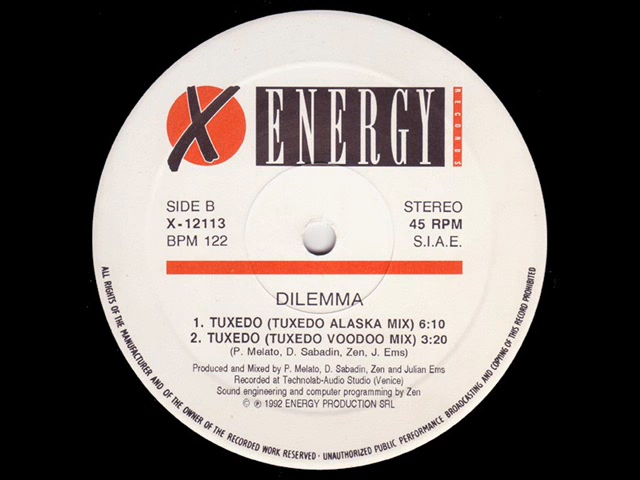 X ENERGY
RECORDS
SIDE B
X-12113
BPM 122
STEREO
45 RPM
S.I.A.E.
DILEMMA
1. TUXEDO (TUXEDO ALASKA MIX) 6:10
2. TUXEDO (TUXEDO VOODOO MIX) 3:20
(P. Melato, D. Sabadin, Zen, J. Ems)
Produced and Mixed by P. Melato, D. Sabadin, Zen and Julian Ems
Recorded at Technolab-Audio Studio (Venice)
Sound engineering and computer programming by Zen
© ℗ 1992 ENERGY PRODUCTION SRL
ALL RIGHTS OF THE MANUFACTURER AND OF THE OWNER OF THE RECORDED WORK RESERVED - UNAUTHORIZED PUBLIC PERFORMANCE BROADCASTING AND COPYING OF THIS RECORD PROHIBITED